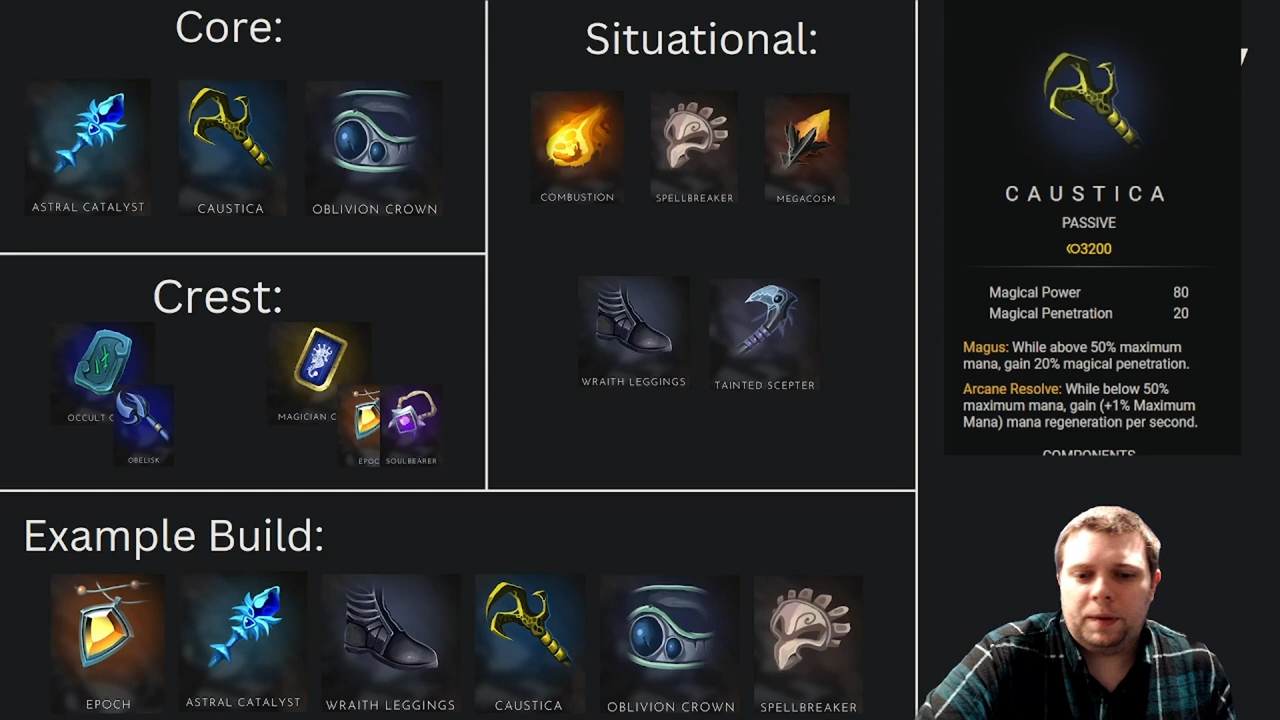 Core:
ASTRAL CATALYST
CAUSTICA
OBLIVION CROWN
Situational:
COMBUSTION
SPELLBREAKER
MEGACOSM
WRAITH LEGGINGS
TAINTED SCEPTER
Crest:
OCCULT C
OBELISK
MAGICIAN C
EPOC
SOULBEARER
Example Build:
EPOCH
ASTRAL CATALYST
WRAITH LEGGINGS
CAUSTICA
OBLIVION CROWN
SPELLBREAKER
CAUSTICA
PASSIVE
3200
Magical Power 80
Magical Penetration 20
Magus: While above 50% maximum
mana, gain 20% magical penetration.
Arcane Resolve: While below 50%
maximum mana, gain (+1% Maximum
Mana) mana regeneration per second.
COMPONENTS